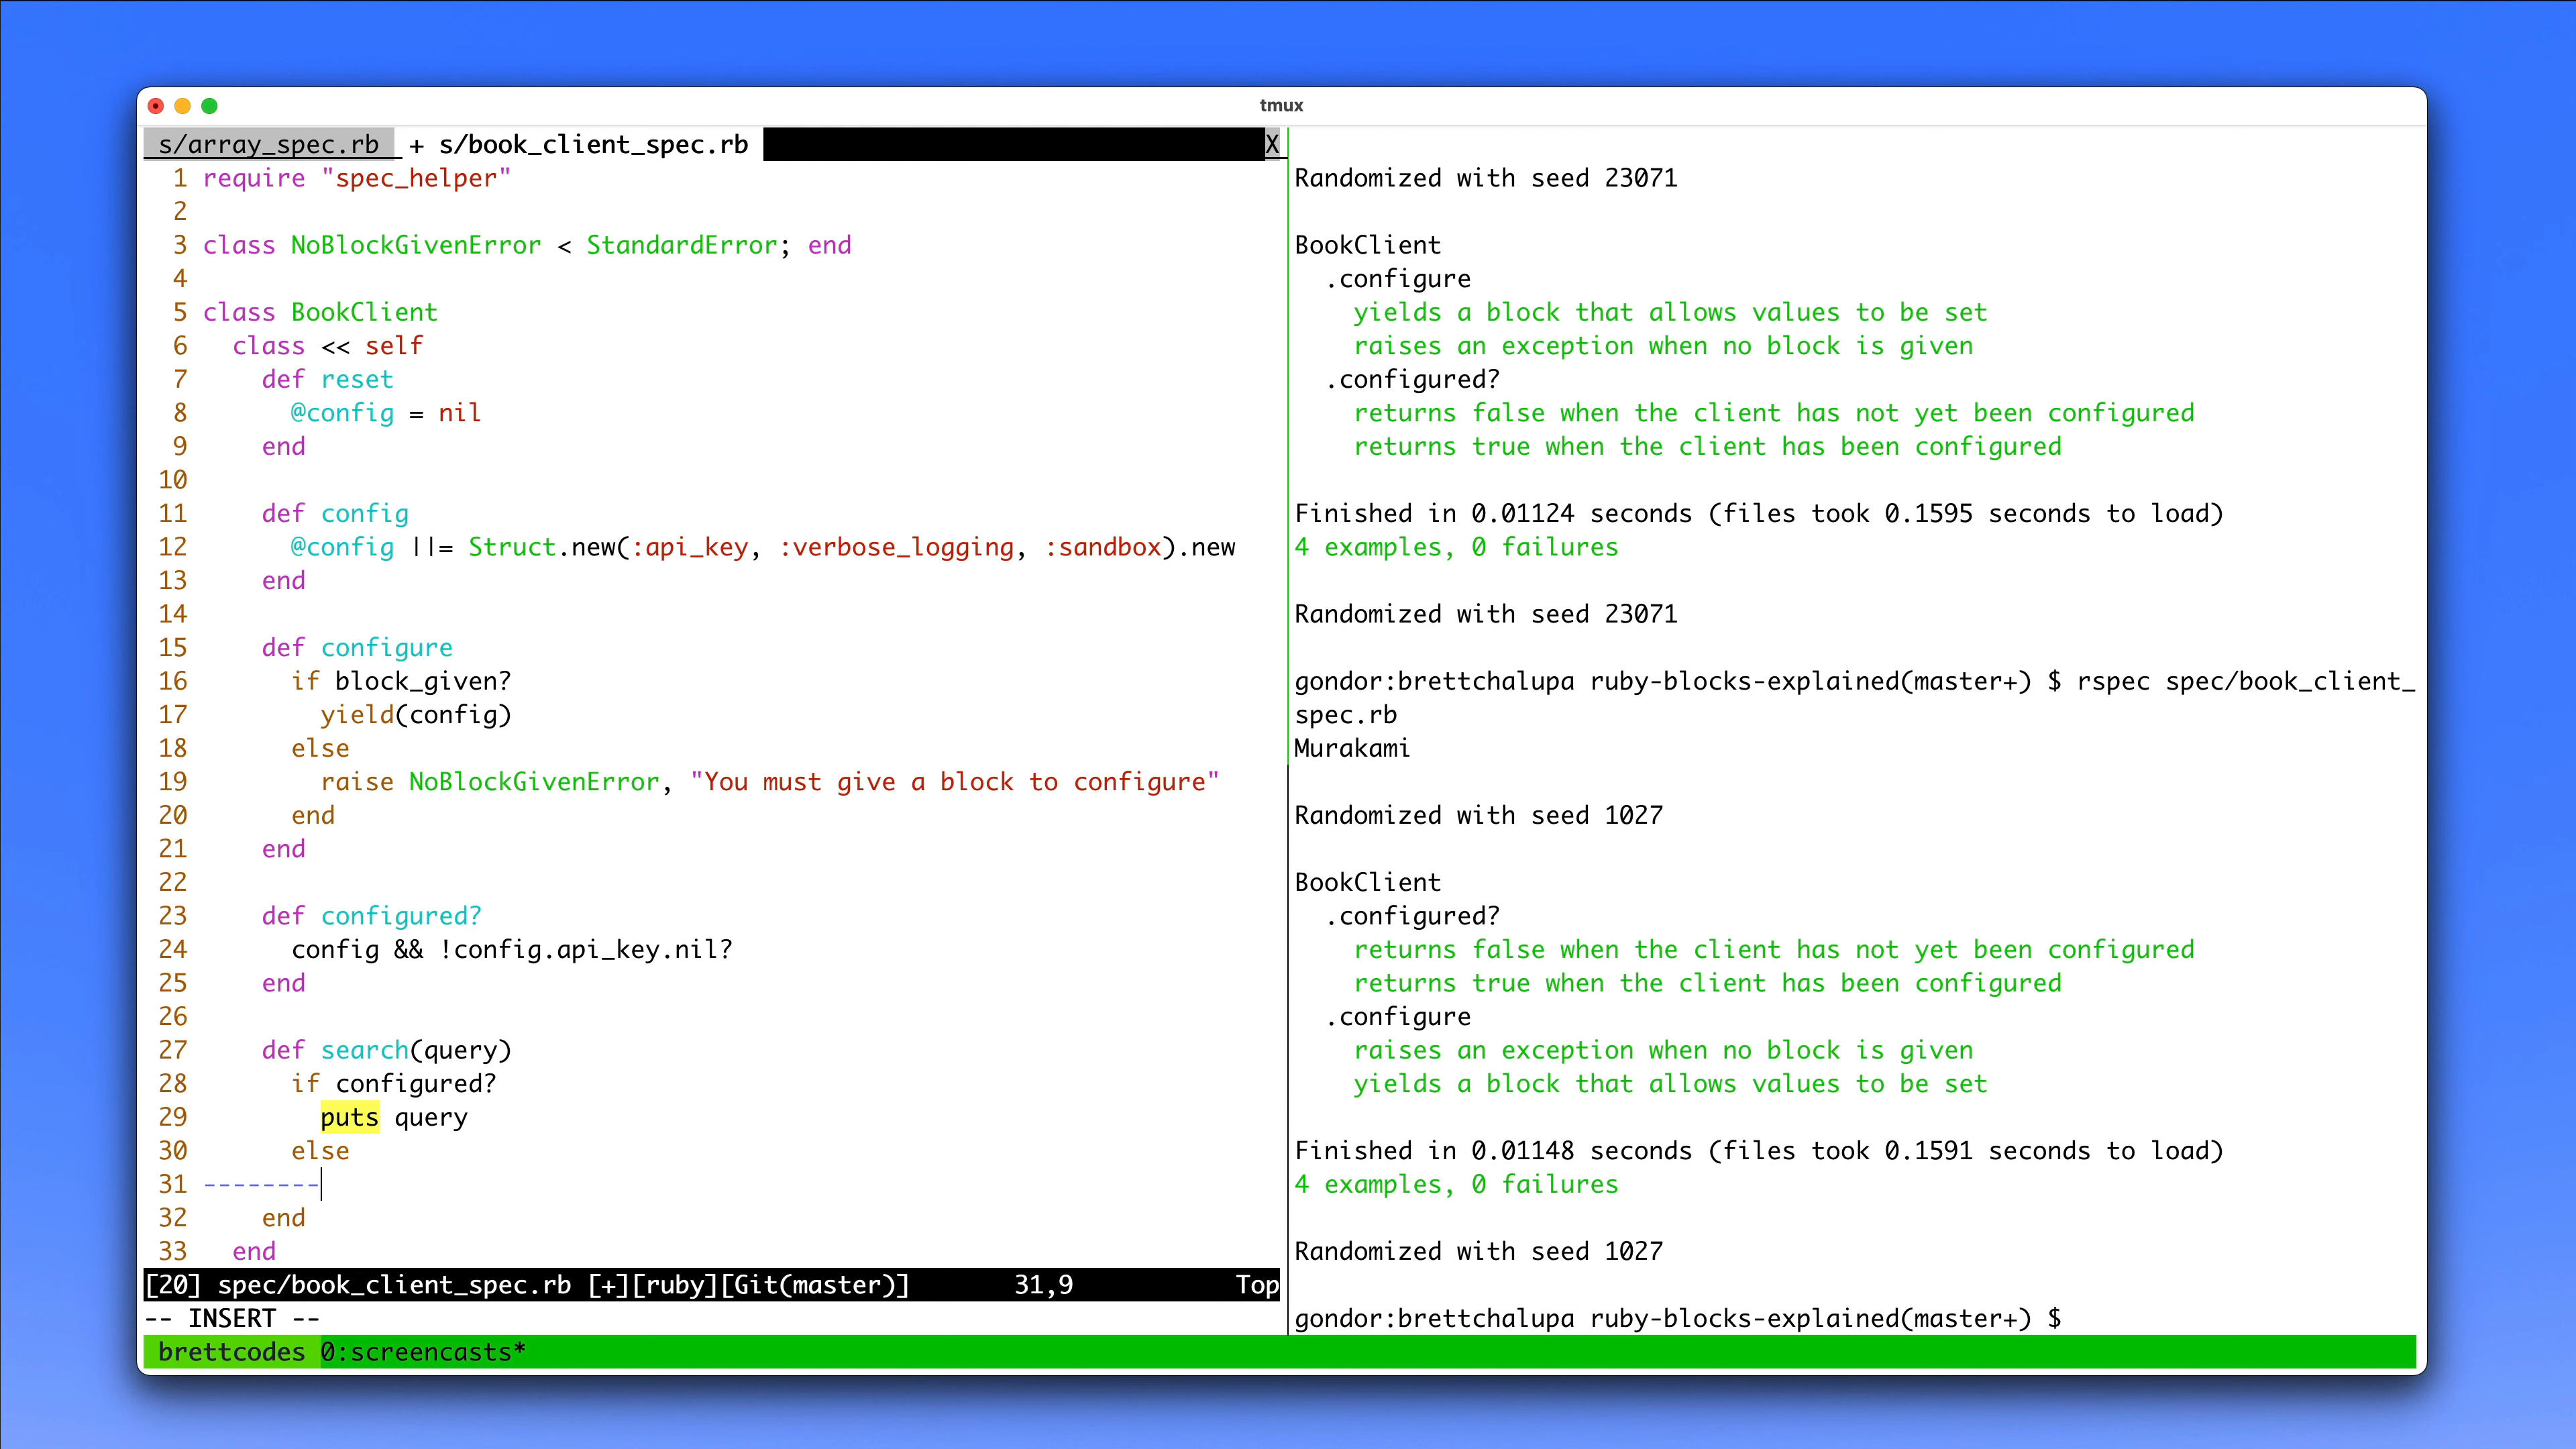 tmux
s/array_spec.rb  + s/book_client_spec.rb X
1 require "spec_helper"
2
3 class NoBlockGivenError < StandardError; end
4
5 class BookClient
6   class << self
7     def reset
8       @config = nil
9     end
10
11     def config
12       @config ||= Struct.new(:api_key, :verbose_logging, :sandbox).new
13     end
14
15     def configure
16       if block_given?
17         yield(config)
18       else
19         raise NoBlockGivenError, "You must give a block to configure"
20       end
21     end
22
23     def configured?
24       config && !config.api_key.nil?
25     end
26
27     def search(query)
28       if configured?
29         puts query
30       else
31 --------
32     end
33   end
[20] spec/book_client_spec.rb [+][ruby][Git(master)] 31,9 Top
-- INSERT --
Randomized with seed 23071
BookClient
  .configure
    yields a block that allows values to be set
    raises an exception when no block is given
  .configured?
    returns false when the client has not yet been configured
    returns true when the client has been configured
Finished in 0.01124 seconds (files took 0.1595 seconds to load)
4 examples, 0 failures
Randomized with seed 23071
gondor:brettchalupa ruby-blocks-explained(master+) $ rspec spec/book_client_
spec.rb
Murakami
Randomized with seed 1027
BookClient
  .configured?
    returns false when the client has not yet been configured
    returns true when the client has been configured
  .configure
    raises an exception when no block is given
    yields a block that allows values to be set
Finished in 0.01148 seconds (files took 0.1591 seconds to load)
4 examples, 0 failures
Randomized with seed 1027
gondor:brettchalupa ruby-blocks-explained(master+) $
brettcodes 0:screencasts*